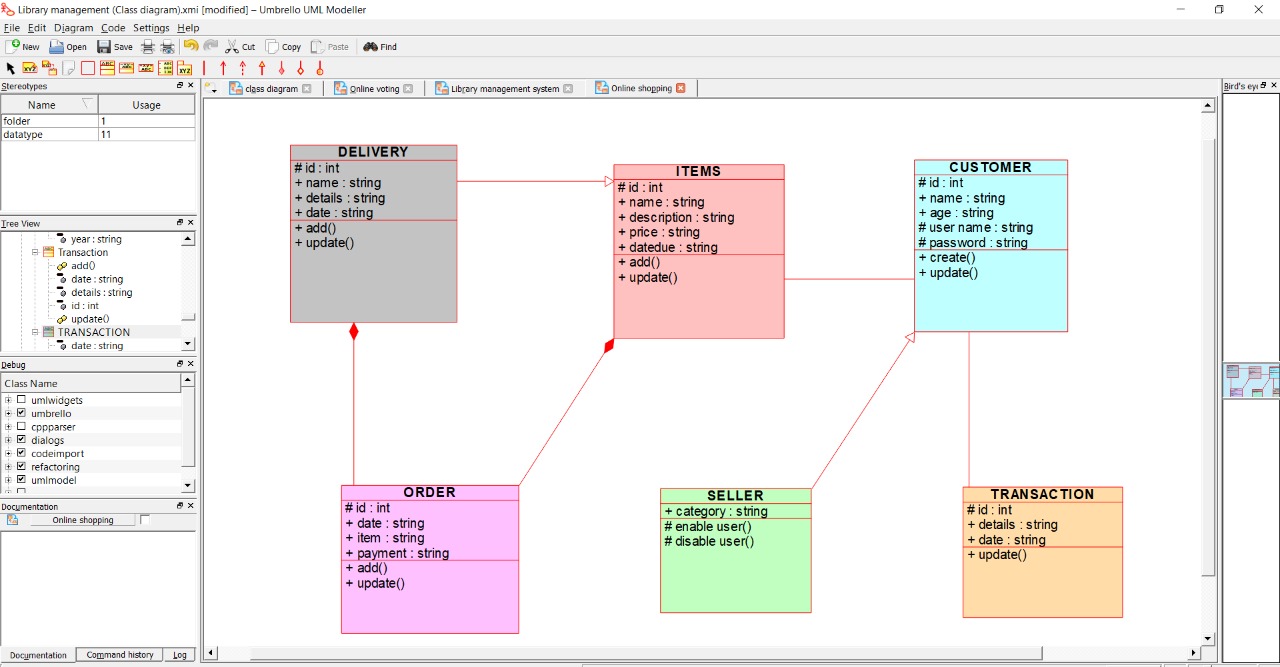 Library management (Class diagram).xmi [modified] – Umbrello UML Modeller
File Edit Diagram Code Settings Help
New Open Save Cut Copy Paste Find
Stereotypes
Name Usage
folder 1
datatype 11
Tree View
year : string
Transaction
add()
date : string
details : string
id : int
update()
TRANSACTION
date : string
Debug
Class Name
umlwidgets
umbrello
cppparser
dialogs
codeimport
refactoring
umlmodel
Documentation
Online shopping
Documentation Command history Log
class diagram Online voting Library management system Online shopping
Bird's ey
DELIVERY
# id : int
+ name : string
+ details : string
+ date : string
+ add()
+ update()
ITEMS
# id : int
+ name : string
+ description : string
+ price : string
+ datedue : string
+ add()
+ update()
CUSTOMER
# id : int
+ name : string
+ age : string
# user name : string
# password : string
+ create()
+ update()
ORDER
# id : int
+ date : string
+ item : string
+ payment : string
+ add()
+ update()
SELLER
+ category : string
# enable user()
# disable user()
TRANSACTION
# id : int
+ details : string
+ date : string
+ update()